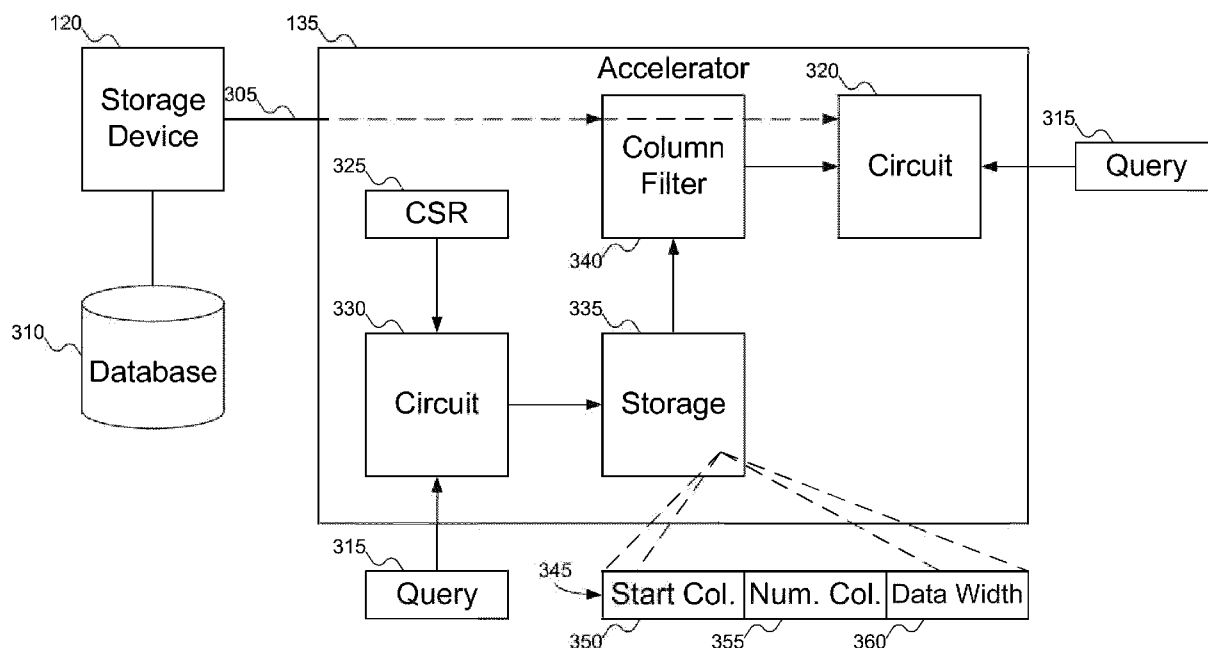 120
135
Accelerator
320
Storage
Device
305
Column
Filter
Circuit
315
Query
325
CSR
340
330
335
310
Database
Circuit
Storage
315
Query
345
Start Col.
Num. Col.
Data Width
350
355
360